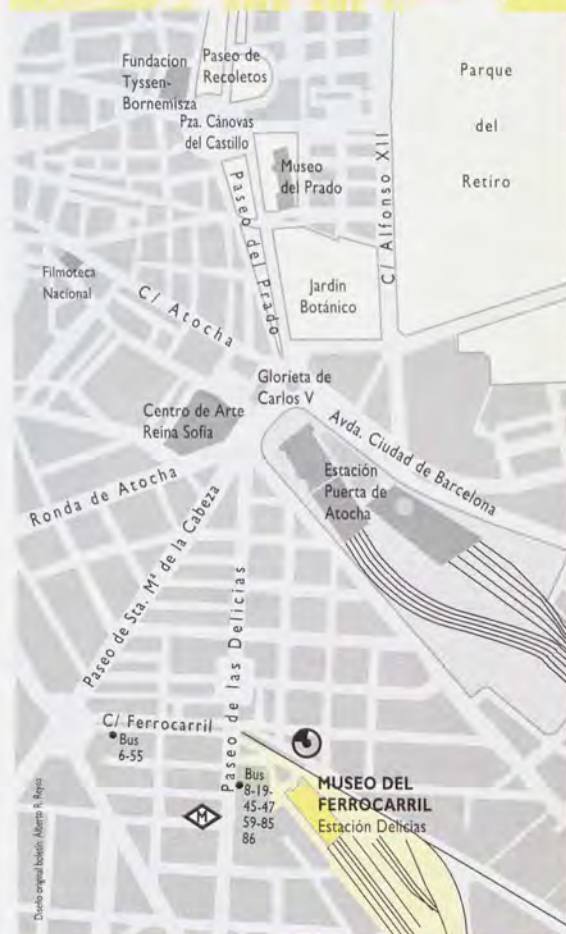 Fundacion
Tyssen-
Bornemisza
Paseo de
Recoletos
Parque
del
Retiro
Pza. Cánovas
del Castillo
Museo
del Prado
C/ Alfonso XII
Paseo del Prado
Filmoteca
Nacional
C/ Atocha
Jardín
Botánico
Glorieta de
Carlos V
Centro de Arte
Reina Sofia
Avda. Ciudad de Barcelona
Estación
Puerta de
Atocha
Ronda de Atocha
Paseo de Sta. Mª de la Cabeza
Paseo de las Delicias
C/ Ferrocarril
Bus
6-55
Bus
8-19-
45-47
59-85
86
M
MUSEO DEL
FERROCARRIL
Estación Delicias
Diseño original boletín: Alberto R. Reyes